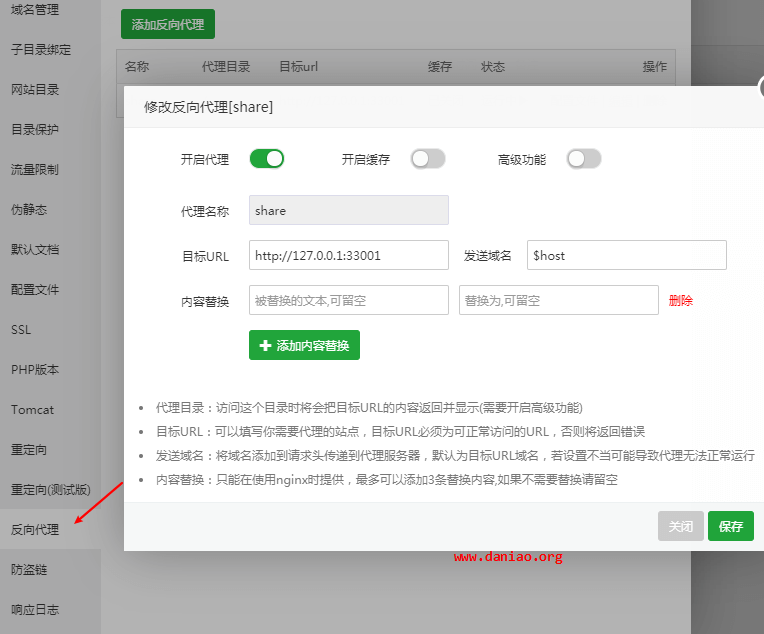 域名管理
子目录绑定
网站目录
目录保护
流量限制
伪静态
默认文档
配置文件
SSL
PHP版本
Tomcat
重定向
重定向(测试版)
反向代理
防盗链
响应日志
添加反向代理
名称 代理目录 目标url 缓存 状态 操作
修改反向代理[share]
开启代理 开启缓存 高级功能
代理名称 share
目标URL http://127.0.0.1:33001 发送域名 $host
内容替换 被替换的文本,可留空 替换为,可留空 删除
添加内容替换
代理目录：访问这个目录时将会把目标URL的内容返回并显示(需要开启高级功能)
目标URL：可以填写你需要代理的站点，目标URL必须为可正常访问的URL，否则将返回错误
发送域名：将域名添加到请求头传递到代理服务器，默认为目标URL域名，若设置不当可能导致代理无法正常运行
内容替换：只能在使用nginx时提供，最多可以添加3条替换内容,如果不需要替换请留空
关闭 保存
www.daniao.org